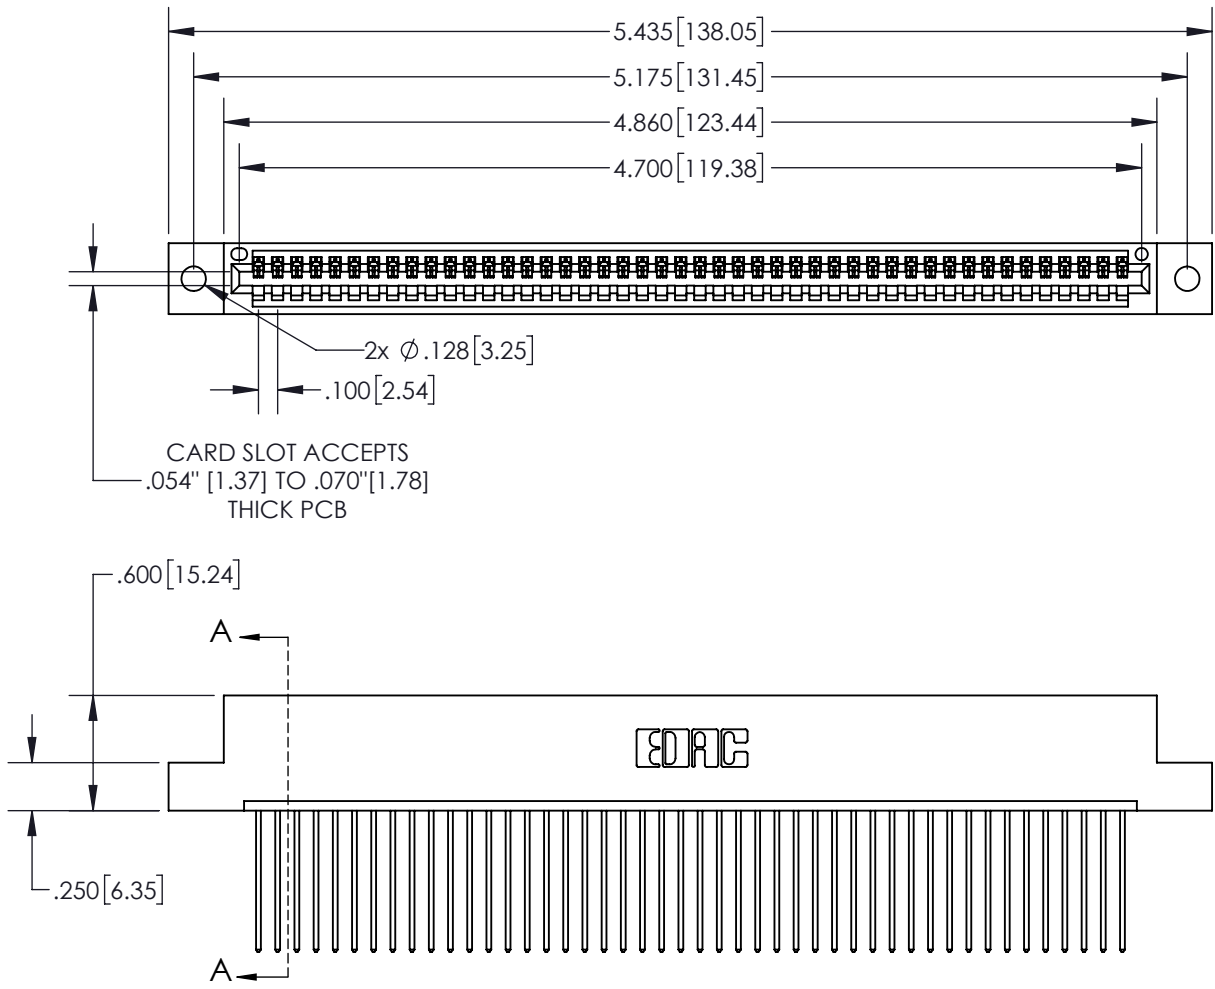 5.435[138.05]
5.175[131.45]
4.860[123.44]
4.700[119.38]
2x Ø.128[3.25]
.100[2.54]
CARD SLOT ACCEPTS
.054" [1.37] TO .070"[1.78]
THICK PCB
.600[15.24]
A
EDAC
.250[6.35]
A